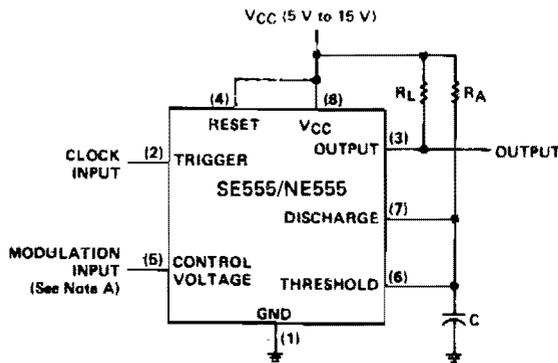 VCC (5 V to 15 V)
(4)
(8)
RL
RA
RESET
VCC
(3)
OUTPUT
OUTPUT
CLOCK
INPUT
(2)
TRIGGER
SE555/NE555
(7)
DISCHARGE
MODULATION
INPUT
(See Note A)
(5)
CONTROL
VOLTAGE
(6)
THRESHOLD
GND
(1)
C